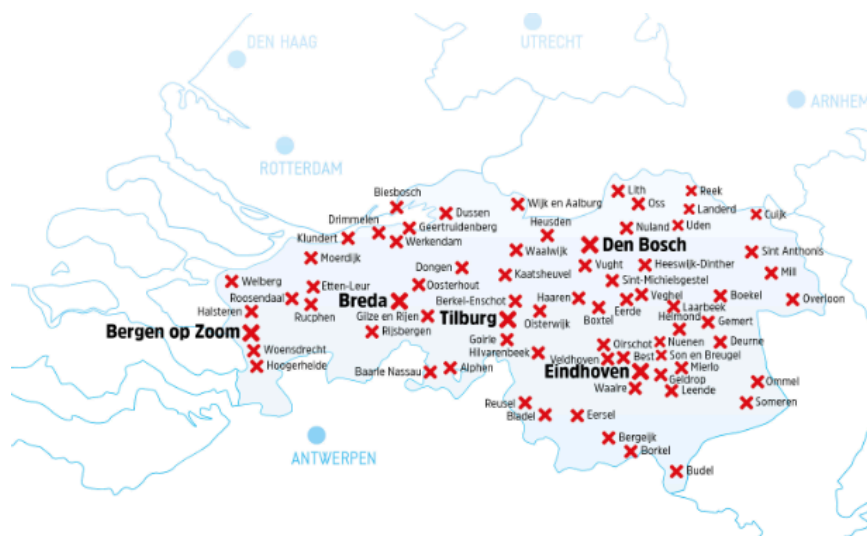 DEN HAAG
UTRECHT
ARNHEM
ROTTERDAM
Biesbosch
Lith
Reek
Dussen
Wijk en Aalburg
Oss
Landerd
Cuijk
Drimmelen
Geertruidenberg
Heusden
Nuland
Uden
Klundert
Werkendam
Den Bosch
Moerdijk
Waalwijk
Sint Anthonis
Dongen
Kaatsheuvel
Vught
Heeswijk-Dinther
Mill
Welberg
Etten-Leur
Oosterhout
Sint-Michielsgestel
Roosendaal
Breda
Berkel-Enschot
Haaren
Veghel
Boekel
Overloon
Halsteren
Rucphen
Gilze en Rijen
Tilburg
Oisterwijk
Boxtel
Eerde
Laarbeek
Helmond
Gemert
Bergen op Zoom
Rijsbergen
Goirle
Oirschot
Nuenen
Deurne
Woensdrecht
Hilvarenbeek
Veldhoven
Best
Son en Breugel
Hoogerheide
Baarle Nassau
Alphen
Eindhoven
Mierlo
Geldrop
Ommel
Waalre
Leende
Reusel
Someren
Bladel
Eersel
ANTWERPEN
Bergeijk
Borkel
Budel